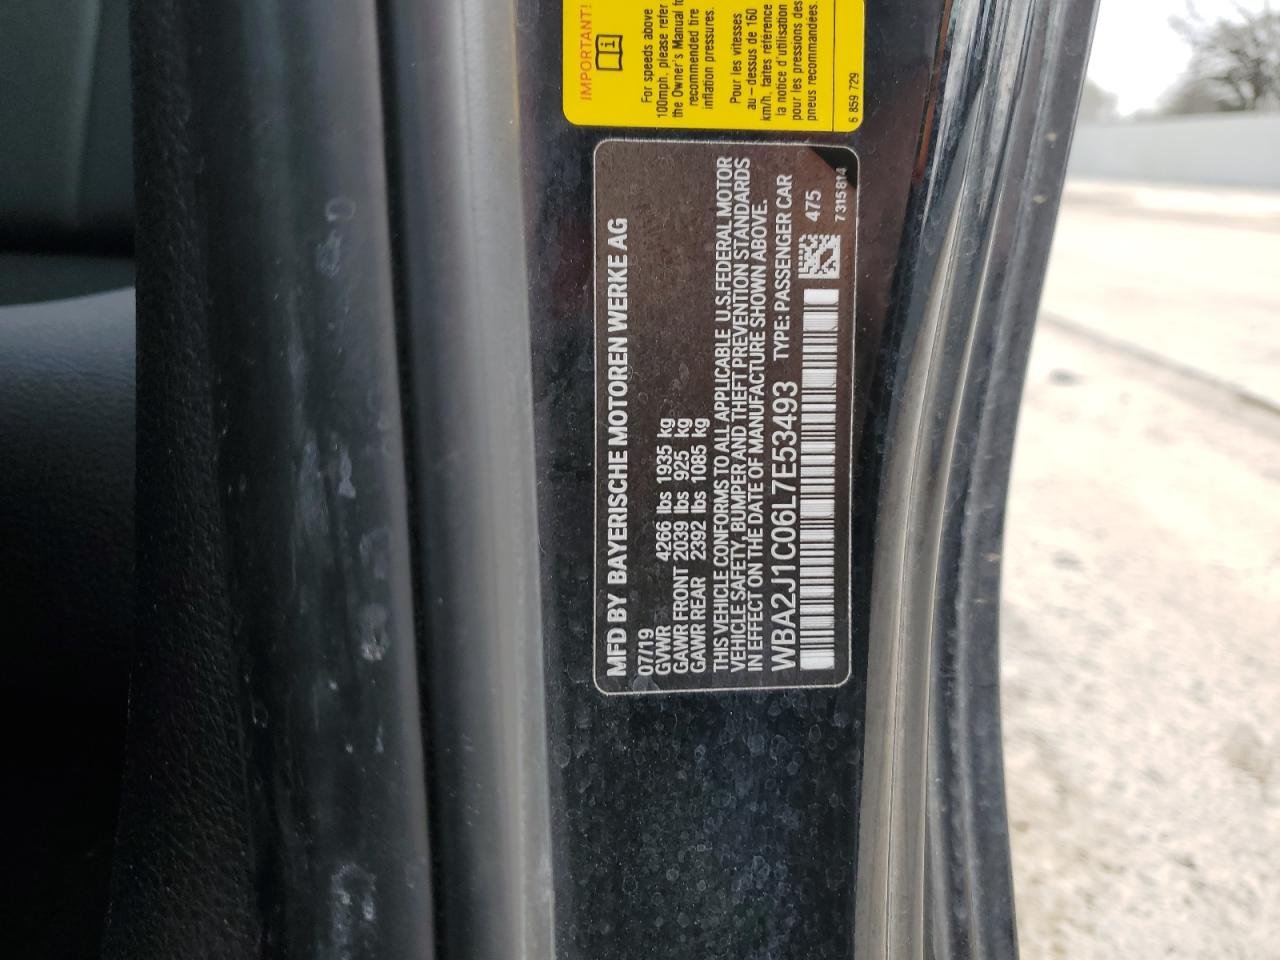 IMPORTANT!
For speeds above
100mph, please refer
the Owner's Manual
recommended tire
inflation pressures.
Pour les vitesses
au-dessus de 160
km/h, faites référence
la notice d'utilisation
pour les pressions des
pneus recommandées.
6 859 729
MFD BY BAYERISCHE MOTOREN WERKE AG
07/19
GVWR 4266 lbs 1935 kg
GAWR FRONT 2039 lbs 925 kg
GAWR REAR 2392 lbs 1085 kg
THIS VEHICLE CONFORMS TO ALL APPLICABLE U.S.FEDERAL MOTOR
VEHICLE SAFETY, BUMPER AND THEFT PREVENTION STANDARDS
IN EFFECT ON THE DATE OF MANUFACTURE SHOWN ABOVE.
WBA2J1C06L7E53493 TYPE: PASSENGER CAR
475
7315814